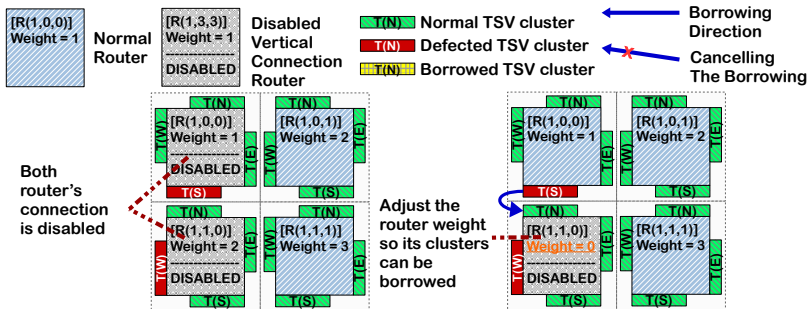 [R(1,0,0)]
Weight = 1
Normal
Router
[R(1,3,3)]
Weight = 1
DISABLED
Disabled
Vertical
Connection
Router
T(N) Normal TSV cluster
T(N) Defected TSV cluster
T(N) Borrowed TSV cluster
Borrowing
Direction
Cancelling
The Borrowing
Both
router's
connection
is disabled
T(N)
T(W)
[R(1,0,0)]
Weight = 1
DISABLED
T(E)
T(S)
T(N)
[R(1,0,1)]
Weight = 2
T(W)
T(E)
T(S)
T(N)
T(W)
[R(1,1,0)]
Weight = 2
DISABLED
T(E)
T(S)
T(N)
[R(1,1,1)]
Weight = 3
T(W)
T(E)
T(S)
Adjust the
router weight
so its clusters
can be
borrowed
T(N)
T(W)
[R(1,0,0)]
Weight = 1
T(E)
T(S)
T(N)
[R(1,0,1)]
Weight = 2
T(W)
T(E)
T(S)
T(N)
T(W)
[R(1,1,0)]
Weight = 0
DISABLED
T(E)
T(S)
T(N)
[R(1,1,1)]
Weight = 3
T(W)
T(E)
T(S)